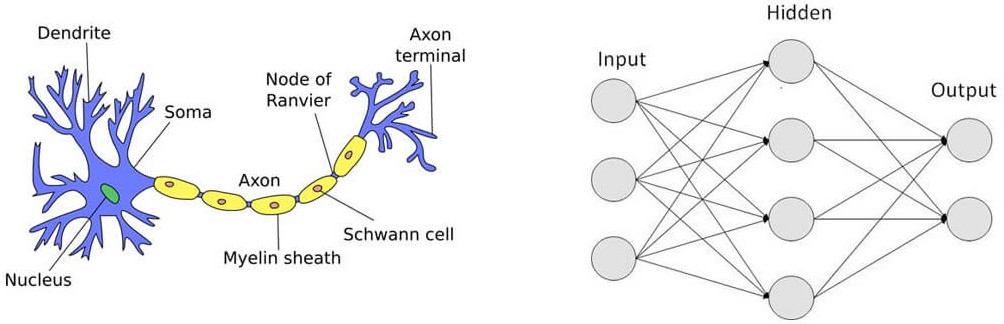 Dendrite
Axon
terminal
Node of
Ranvier
Soma
Axon
Schwann cell
Myelin sheath
Nucleus
Hidden
Input
Output